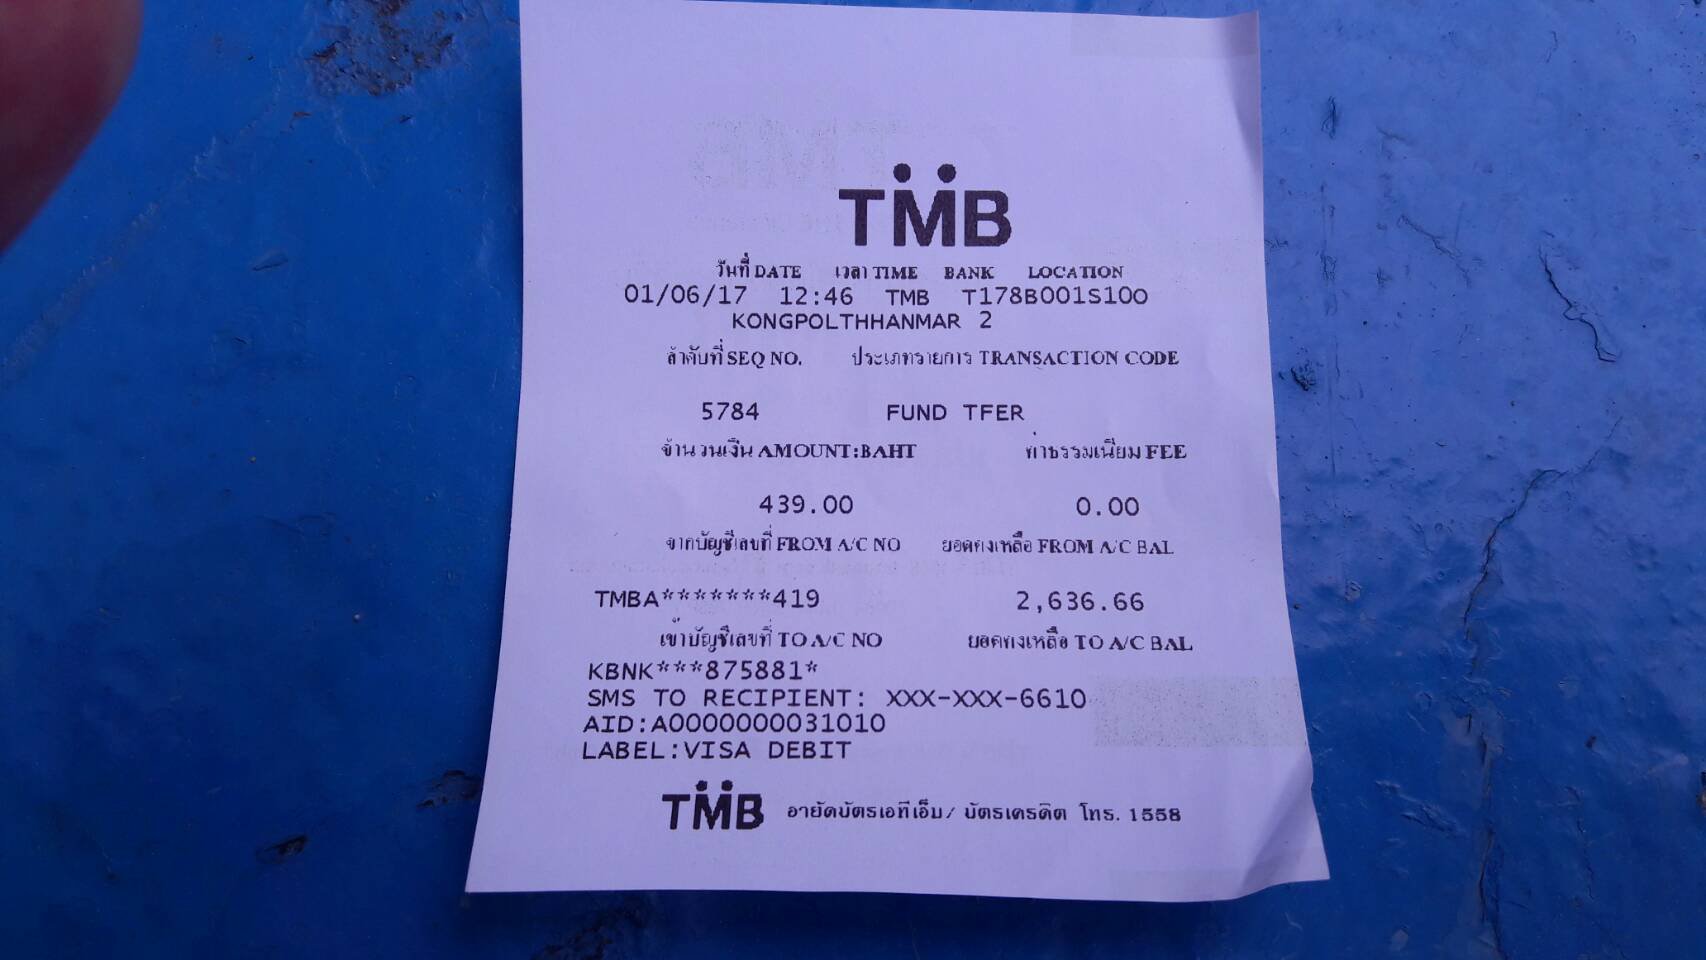 TMB
วันที่ DATE เวลา TIME BANK LOCATION
01/06/17 12:46 TMB T178B001S100
KONGPOLTHHANMAR 2
ลำดับที่ SEQ NO. ประเภทรายการ TRANSACTION CODE
5784 FUND TFER
จำนวนเงิน AMOUNT:BAHT ค่าธรรมเนียม FEE
439.00 0.00
จากบัญชีเลขที่ FROM A/C NO ยอดคงเหลือ FROM A/C BAL
TMBA*******419 2,636.66
เข้าบัญชีเลขที่ TO A/C NO ยอดคงเหลือ TO A/C BAL
KBNK***875881*
SMS TO RECIPIENT: XXX-XXX-6610
AID:A0000000031010
LABEL:VISA DEBIT
TMB อายัดบัตรเอทีเอ็ม/ บัตรเครดิต โทร. 1558